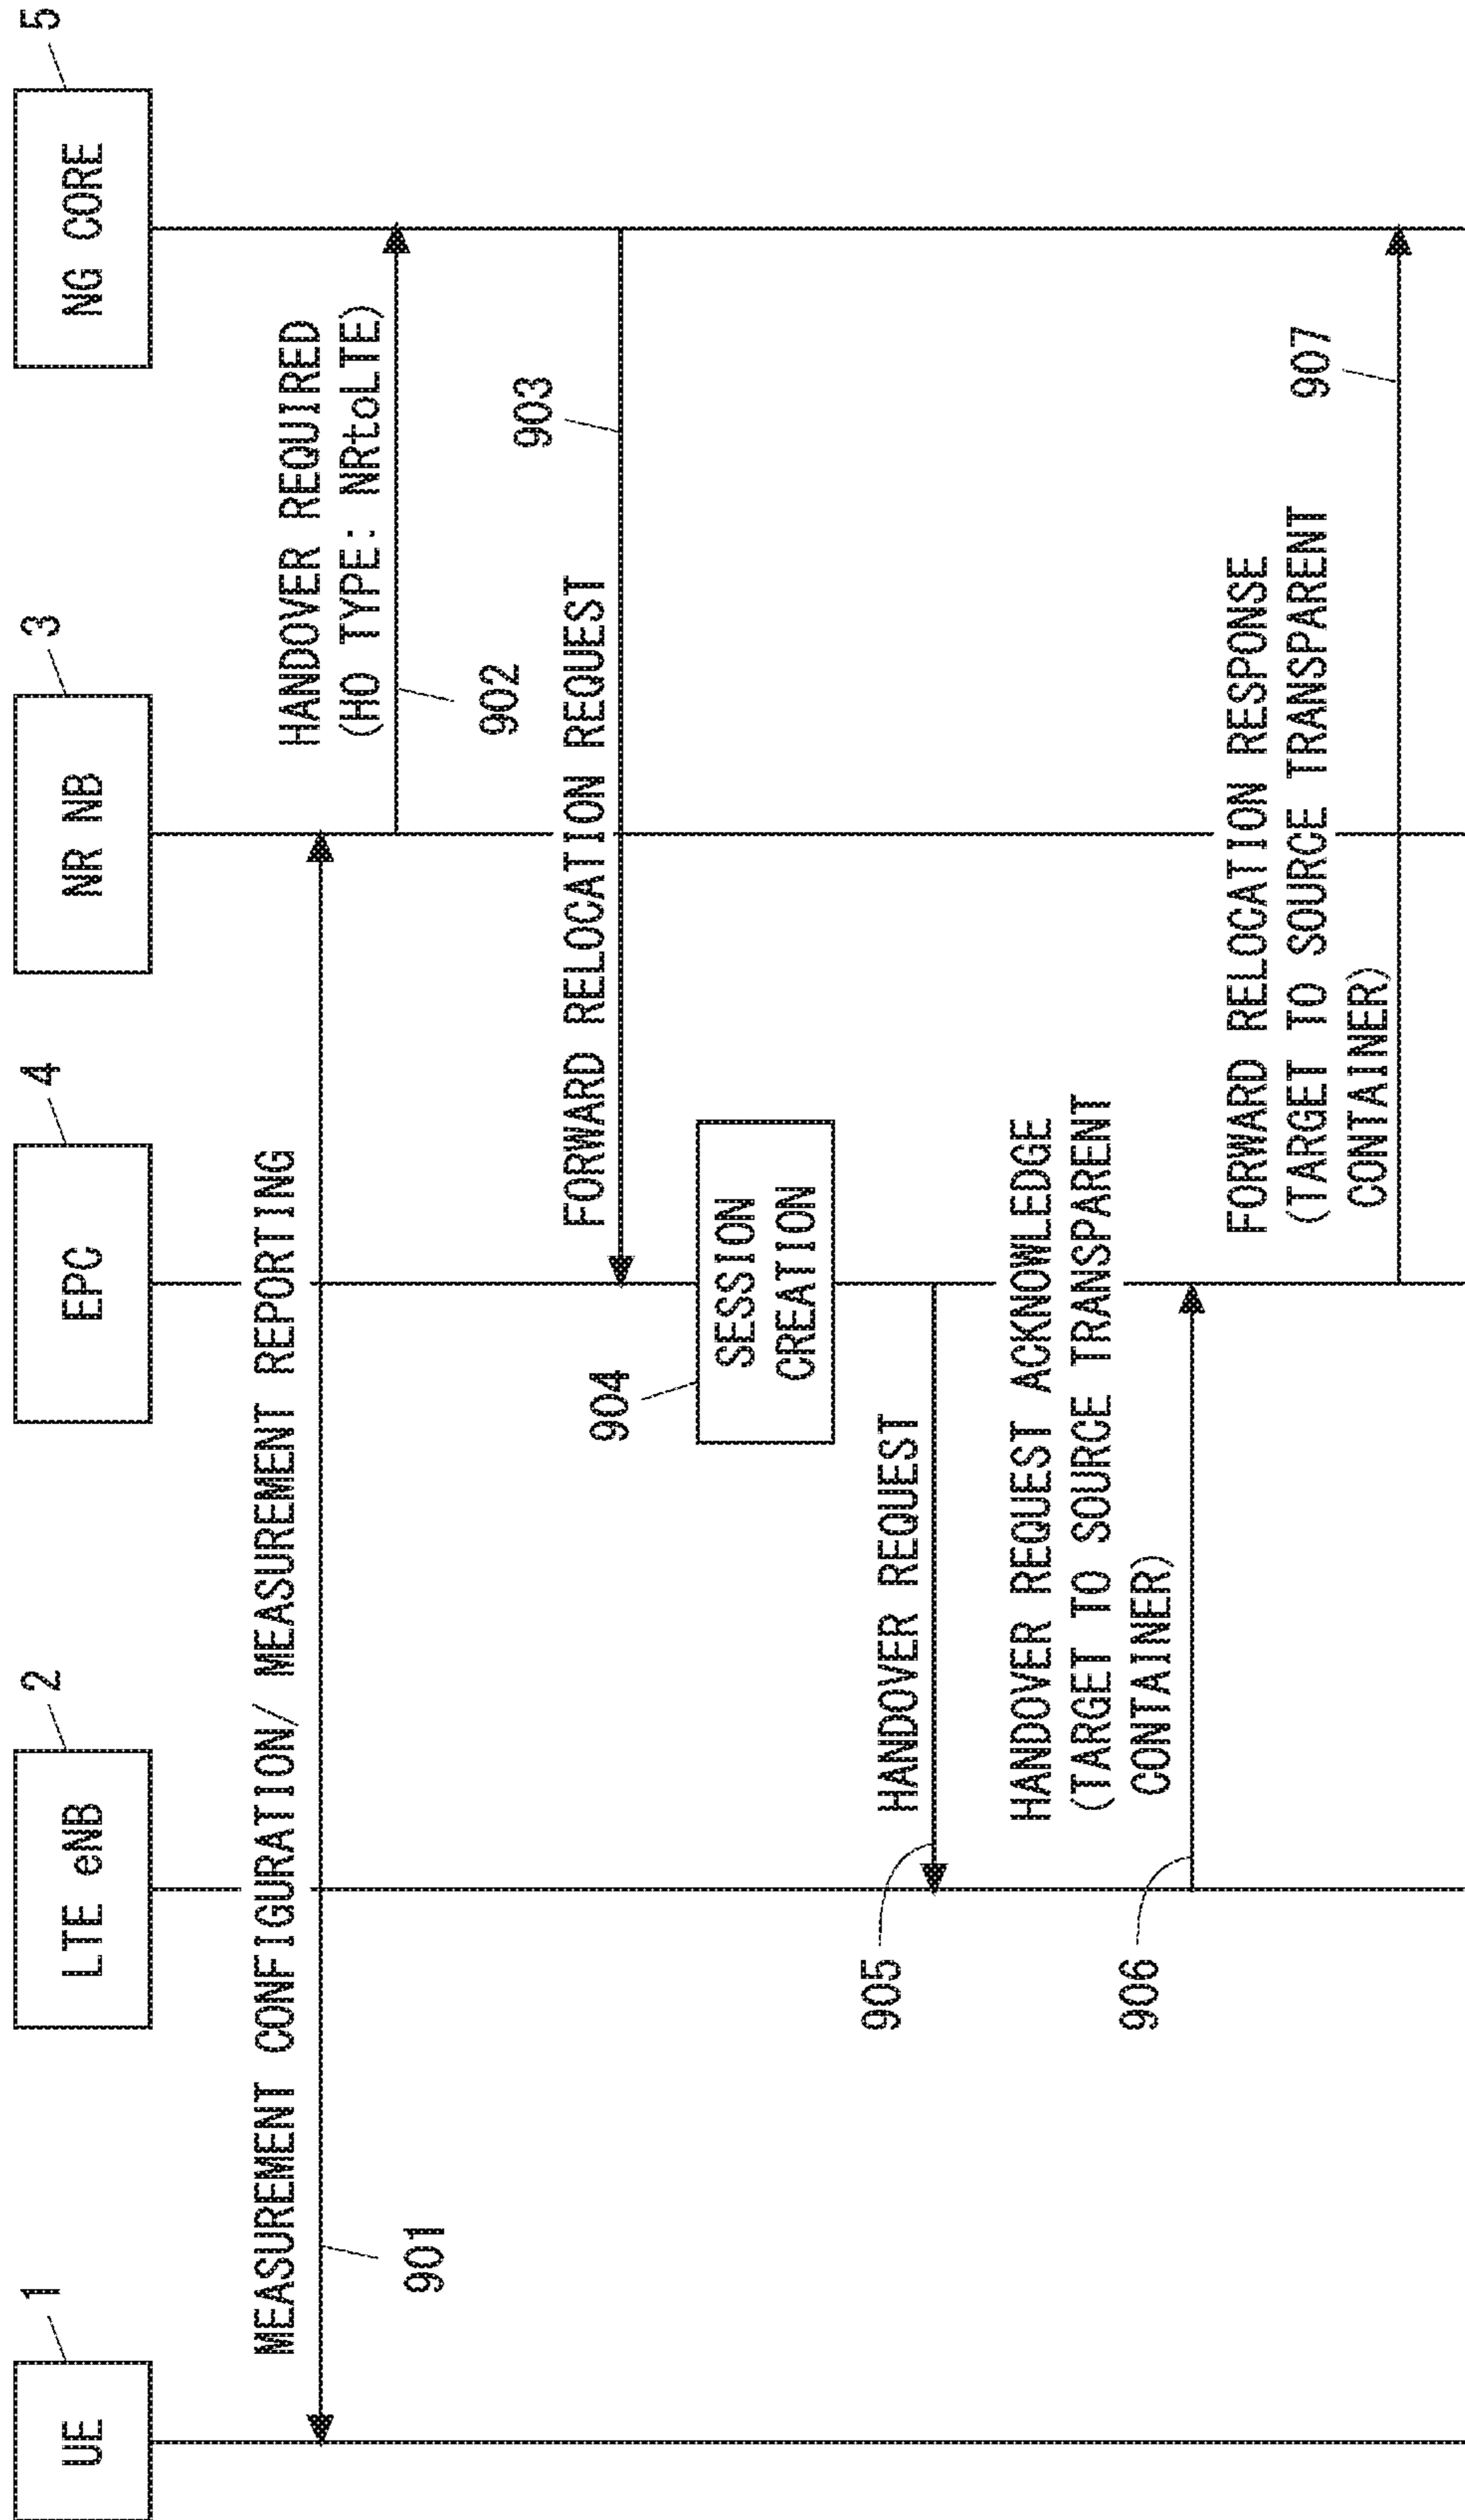 1
2
4
3
5
UE
LTE eNB
EPC
NR NB
NG CORE
MEASUREMENT CONFIGURATION/ MEASUREMENT REPORTING
901
HANDOVER REQUIRED
(HO TYPE: NRtoLTE)
902
903
FORWARD RELOCATION REQUEST
904
SESSION
CREATION
HANDOVER REQUEST
905
HANDOVER REQUEST ACKNOWLEDGE
(TARGET TO SOURCE TRANSPARENT
CONTAINER)
906
FORWARD RELOCATION RESPONSE
(TARGET TO SOURCE TRANSPARENT
CONTAINER)
907